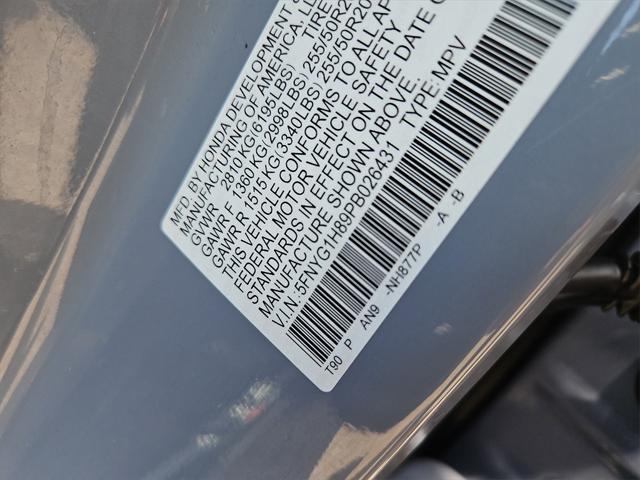 MFD. BY HONDA DEVELOPMENT
MANUFACTURING OF AMERICA, L
GVWR 2810 KG(6195LBS) TIRE
GAWR F 1360 KG(2998LBS) 255/50R20
GAWR R 1515 KG(3340LBS) 255/50R20
THIS VEHICLE CONFORMS TO ALL AP
FEDERAL MOTOR VEHICLE SAFETY
STANDARDS IN EFFECT ON THE DATE O
MANUFACTURE SHOWN ABOVE.
V.I.N.:5FNYG1H89PB026431 TYPE: MPV
T90 P AN9 -NH877P -A -B